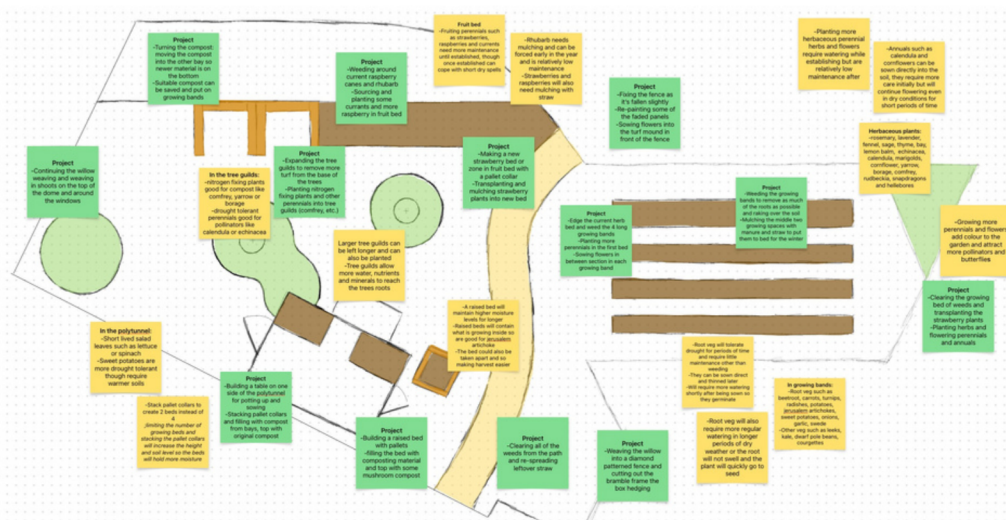 Project
-Turning the compost:
moving the compost
into the other bay so
newer material is on
the bottom
-Suitable compost can
be saved and put on
growing bands
Project
-Weeding around
current raspberry
canes and rhubarb
-Sourcing and
planting some
currants and more
raspberry in fruit bed
Fruit bed
-Fruiting perennials such
as strawberries,
raspberries and currents
need more maintenance
until established, though
once established can
cope with short dry spells
-Rhubarb needs
mulching and can be
forced early in the year
and is relatively low
maintenance
-Strawberries and
raspberries will also
need mulching with
straw
Project
-Fixing the fence as
it's fallen slightly
-Re-painting some of
the faded panels
-Sowing flowers into
the turf mound in
front of the fence
-Planting more
herbaceous perennial
herbs and flowers
require watering while
establishing but are
relatively low
maintenance after
-Annuals such as
calendula and
cornflowers can be
sown directly into the
soil, they require more
care initially but will
continue flowering even
in dry conditions for
short periods of time
Herbaceous plants:
-rosemary, lavender,
fennel, sage, thyme, bay,
lemon balm, echinacea,
calendula, marigolds,
cornflower, yarrow,
borage, comfrey,
rudbeckia, snapdragons
and hellebores
Project
-Continuing the willow
weaving and weaving
in shoots on the top of
the dome and around
the windows
In the tree guilds:
-nitrogen fixing plants
good for compost like
comfrey, yarrow or
borage
-drought tolerant
perennials good for
pollinators like
calendula or echinacea
Project
-Expanding the tree
guilds to remove more
turf from the base of
the trees
-Planting nitrogen
fixing plants and other
perennials into tree
guilds (comfrey, etc.)
Project
-Making a new
strawberry bed or
zone in fruit bed with
a pallet collar
-Transplanting and
mulching strawberry
plants into new bed
Project
-Edge the current herb
bed and weed the 4 long
growing bands
-Planting more
perennials in the first bed
-Sowing flowers in
between section in each
growing band
Project
-Weeding the growing
bands to remove as much
of the roots as possible
and raking over the soil
-Mulching the middle two
growing spaces with
manure and straw to put
them to bed for the winter
-Growing more
perennials and flowers
add colour to the
garden and attract
more pollinators and
butterflies
Larger tree guilds can
be left longer and can
also be planted
-Tree guilds allow
more water, nutrients
and minerals to reach
the trees roots
Project
-Clearing the growing
bed of weeds and
transplanting the
strawberry plants
-Planting herbs and
flowering perennials
and annuals
-A raised bed will
maintain higher moisture
levels for longer
-Raised beds will contain
what is growing inside so
are good for jerusalem
artichoke
-The bed could also be
taken apart and so
making harvest easier
In the polytunnel:
-Short lived salad
leaves such as lettuce
or spinach
-Sweet potatoes are
more drought tolerant
though require
warmer soils
-Root veg will tolerate
drought for periods of time
and require little
maintenance other than
weeding
-They can be sown direct
and thinned later
-Will require more watering
shortly after being sown so
they germinate
Project
-Building a table on one
side of the polytunnel
for potting up and
sowing
-Stacking pallet collars
and filling with compost
from bays, top with
original compost
In growing bands:
-Root veg such as
beetroot, carrots, turnips,
radishes, potatoes,
jerusalem artichokes,
sweet potatoes, onions,
garlic, swede
-Other veg such as leeks,
kale, dwarf pole beans,
courgettes
-Stack pallet collars to
create 2 beds instead of
4
/limiting the number of
growing beds and
stacking the pallet collars
will increase the height
and soil level so the beds
will hold more moisture
Project
-Building a raised bed
with pallets
-filling the bed with
composting material
and top with some
mushroom compost
Project
-Clearing all of the
weeds from the path
and re-spreading
leftover straw
Project
-Weaving the willow
into a diamond
patterned fence and
cutting out the
bramble frame the
box hedging
-Root veg will also
require more regular
watering in longer
periods of dry
weather or the root
will not swell and the
plant will quickly go to
seed